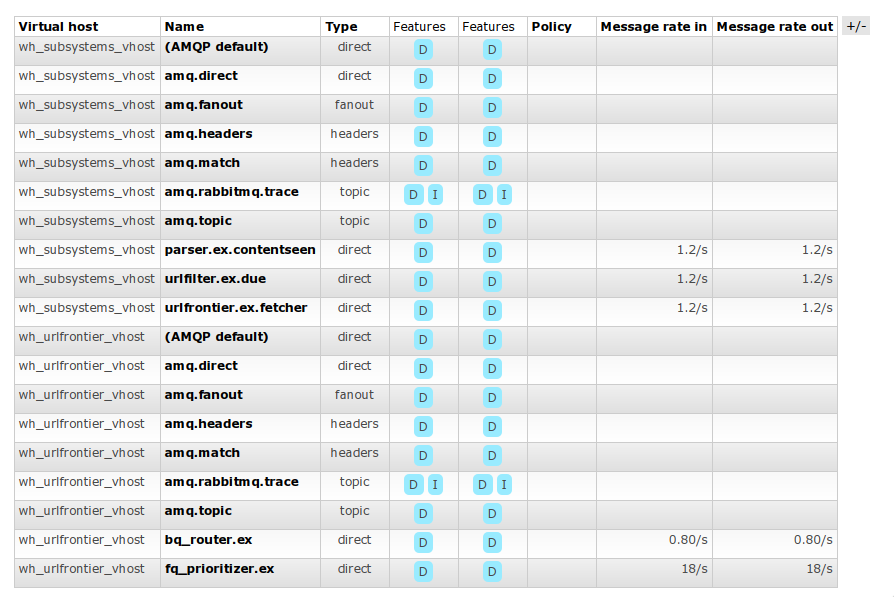 Virtual host Name Type Features Features Policy Message rate in Message rate out +/-
wh_subsystems_vhost (AMQP default) direct D D
wh_subsystems_vhost amq.direct direct D D
wh_subsystems_vhost amq.fanout fanout D D
wh_subsystems_vhost amq.headers headers D D
wh_subsystems_vhost amq.match headers D D
wh_subsystems_vhost amq.rabbitmq.trace topic D I D I
wh_subsystems_vhost amq.topic topic D D
wh_subsystems_vhost parser.ex.contentseen direct D D 1.2/s 1.2/s
wh_subsystems_vhost urlfilter.ex.due direct D D 1.2/s 1.2/s
wh_subsystems_vhost urlfrontier.ex.fetcher direct D D 1.2/s 1.2/s
wh_urlfrontier_vhost (AMQP default) direct D D
wh_urlfrontier_vhost amq.direct direct D D
wh_urlfrontier_vhost amq.fanout fanout D D
wh_urlfrontier_vhost amq.headers headers D D
wh_urlfrontier_vhost amq.match headers D D
wh_urlfrontier_vhost amq.rabbitmq.trace topic D I D I
wh_urlfrontier_vhost amq.topic topic D D
wh_urlfrontier_vhost bq_router.ex direct D D 0.80/s 0.80/s
wh_urlfrontier_vhost fq_prioritizer.ex direct D D 18/s 18/s